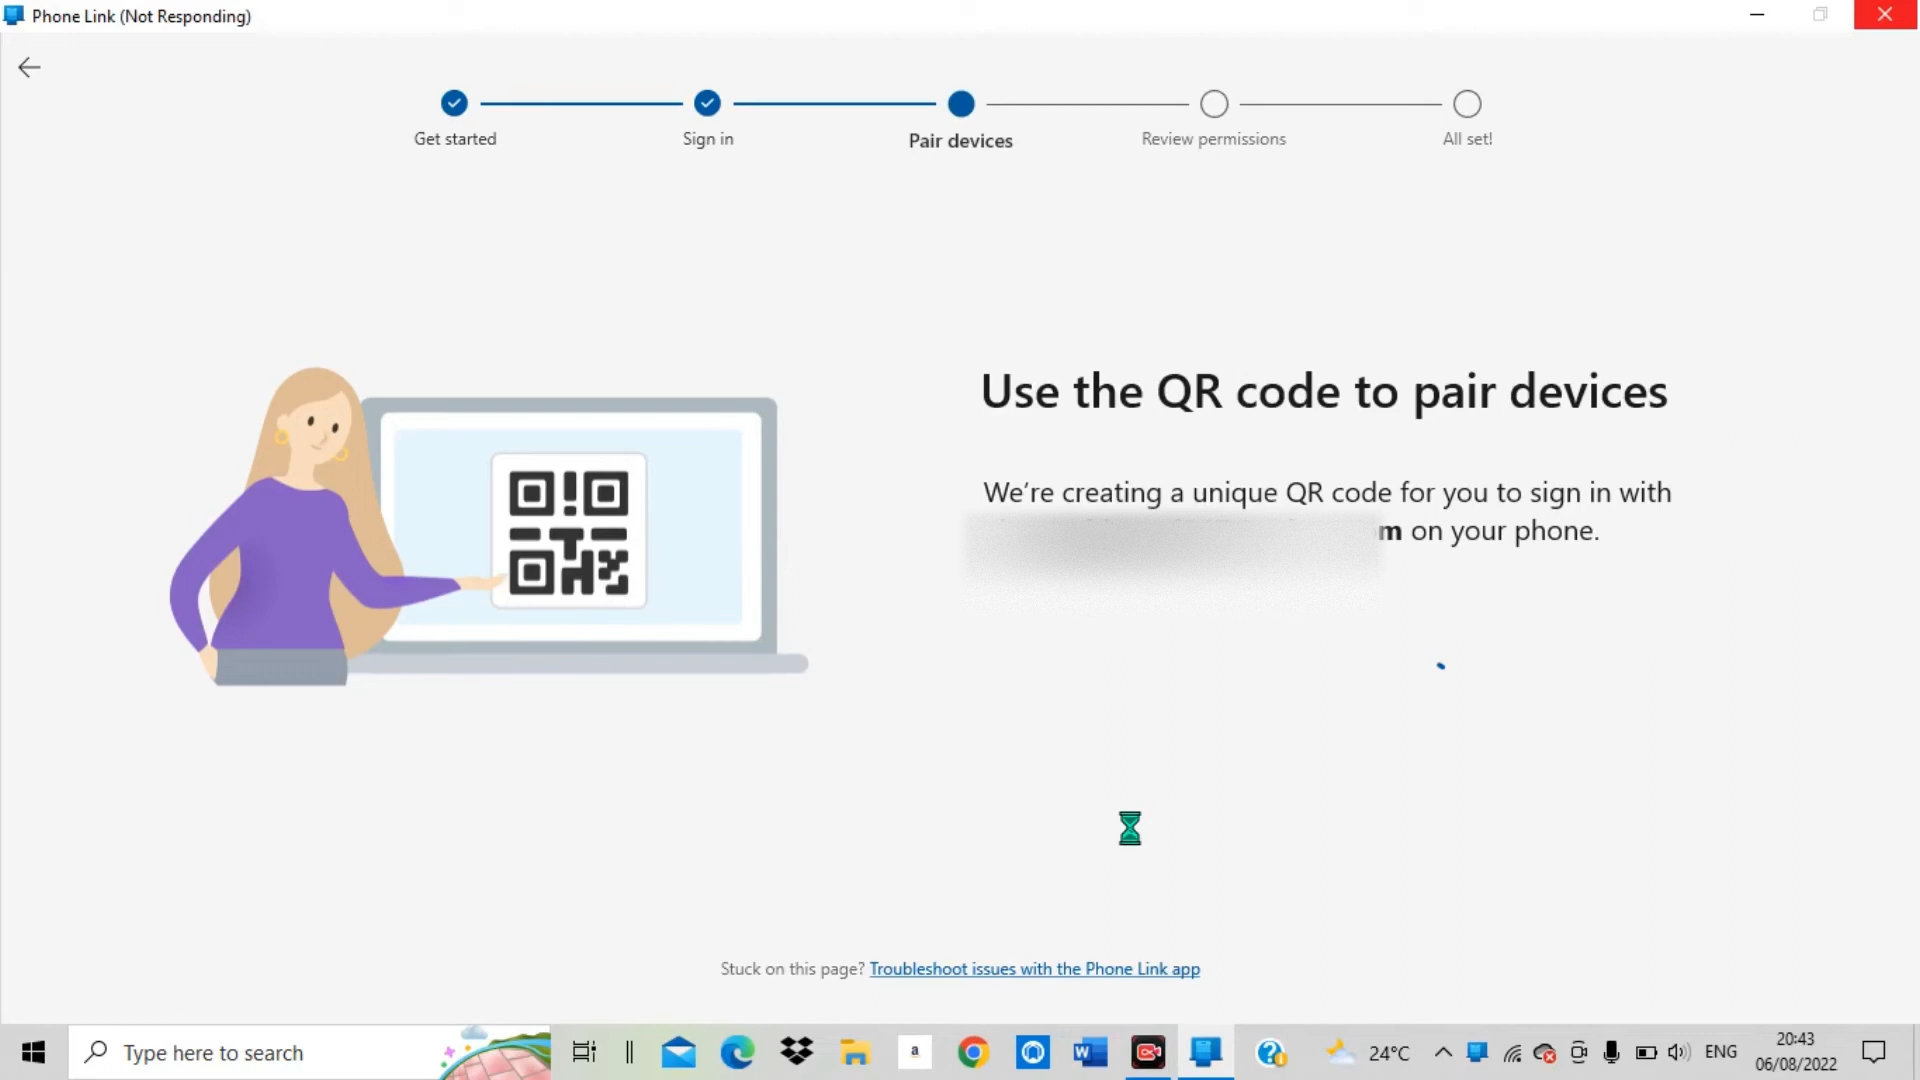 Phone Link (Not Responding)
Get started
Sign in
Pair devices
Review permissions
All set!
Use the QR code to pair devices
We're creating a unique QR code for you to sign in with
m on your phone.
Stuck on this page? Troubleshoot issues with the Phone Link app
Type here to search
a
W
24°C
ENG
20:43
06/08/2022